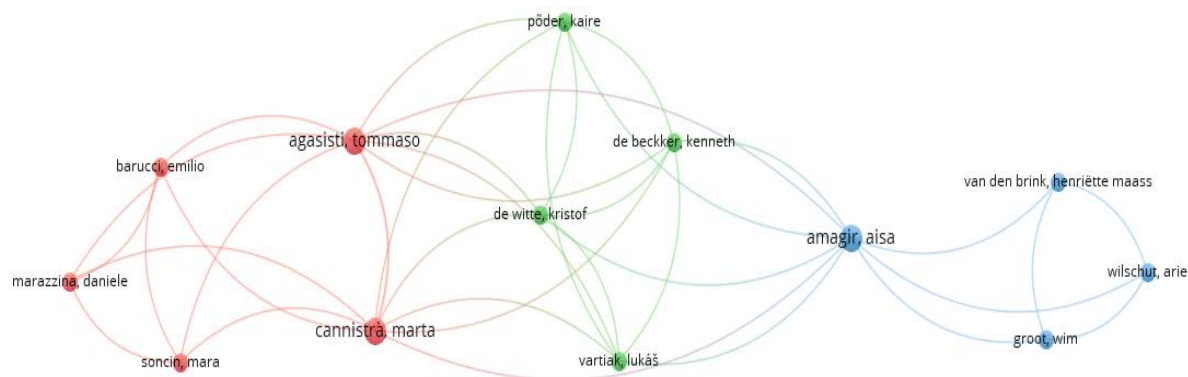 põder, kaire
agasisti, tommaso
de beckker, kenneth
barucci, emilio
van den brink, henriëtte maass
de witte, kristof
amagir, aisa
marazzina, daniele
wilschut, arie
cannistrà, marta
groot, wim
soncin, mara
vartiak, lukáš